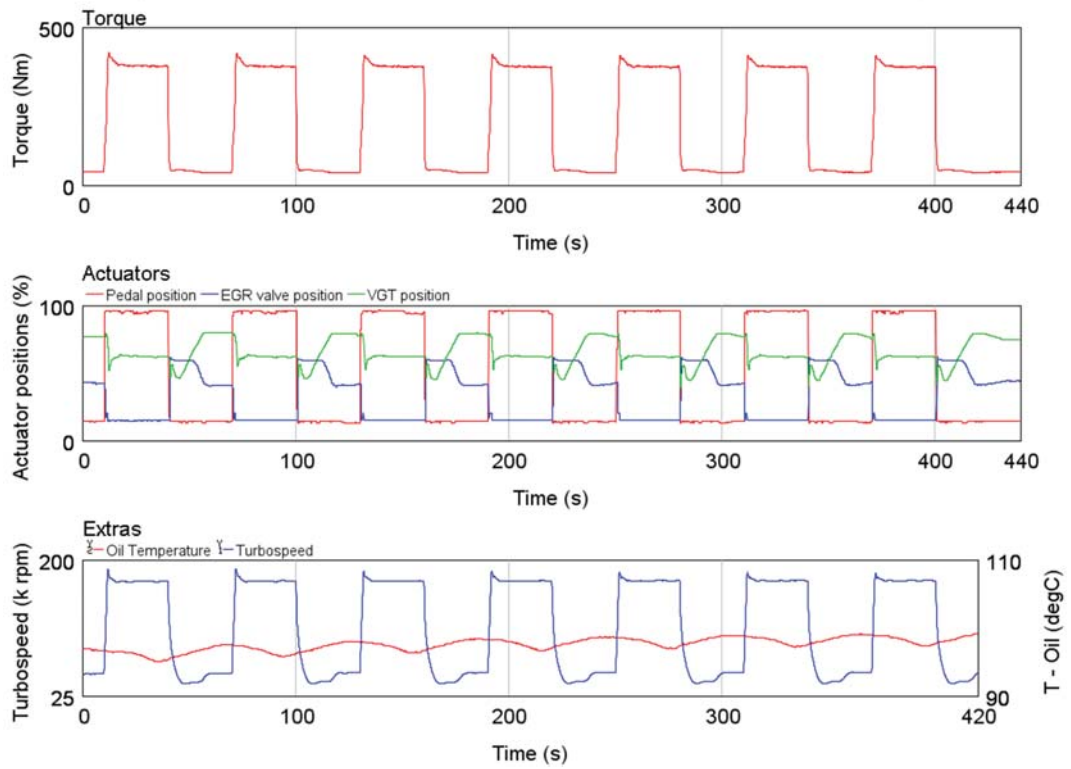 Torque
500
Torque (Nm)
0
0 100 200 300 400 440
Time (s)
Actuators
Pedal position EGR valve position VGT position
100
Actuator positions (%)
0
0 100 200 300 400 440
Time (s)
Extras
Oil Temperature Turbospeed
200 110
Turbospeed (k rpm)
T - Oil (degC)
25 90
0 100 200 300 420
Time (s)